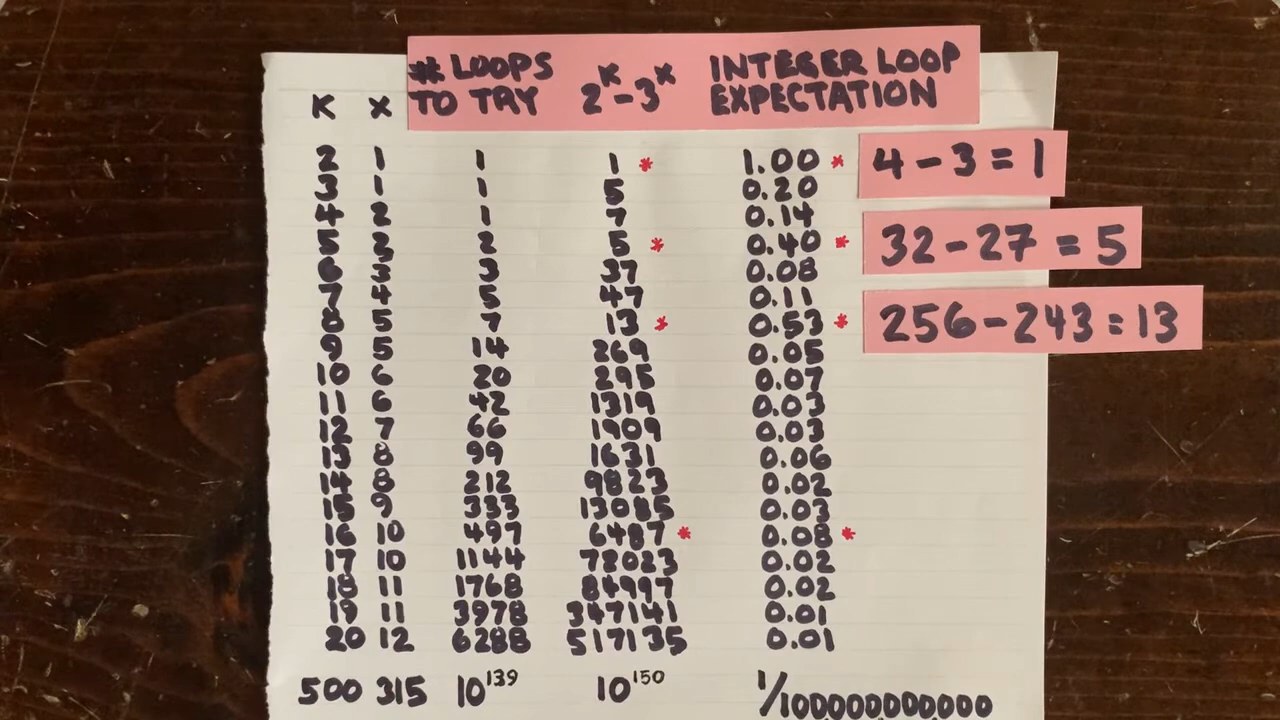 # LOOPS TO TRY 2^K-3^X INTEGER LOOP EXPECTATION
K X
2 1 1 1 * 1.00 * 4-3=1
3 1 1 5 0.20
4 2 1 7 0.14
5 3 2 5 * 0.40 * 32-27=5
6 3 3 37 0.08
7 4 5 47 0.11
8 5 7 13 * 0.53 * 256-243=13
9 5 14 269 0.05
10 6 20 295 0.07
11 6 42 1319 0.03
12 7 66 1909 0.03
13 8 99 1631 0.06
14 8 212 9823 0.02
15 9 333 13085 0.03
16 10 497 6487 * 0.08 *
17 10 1144 72023 0.02
18 11 1768 84997 0.02
19 11 3978 347141 0.01
20 12 6288 517135 0.01
500 315 10^139 10^150 1/100000000000